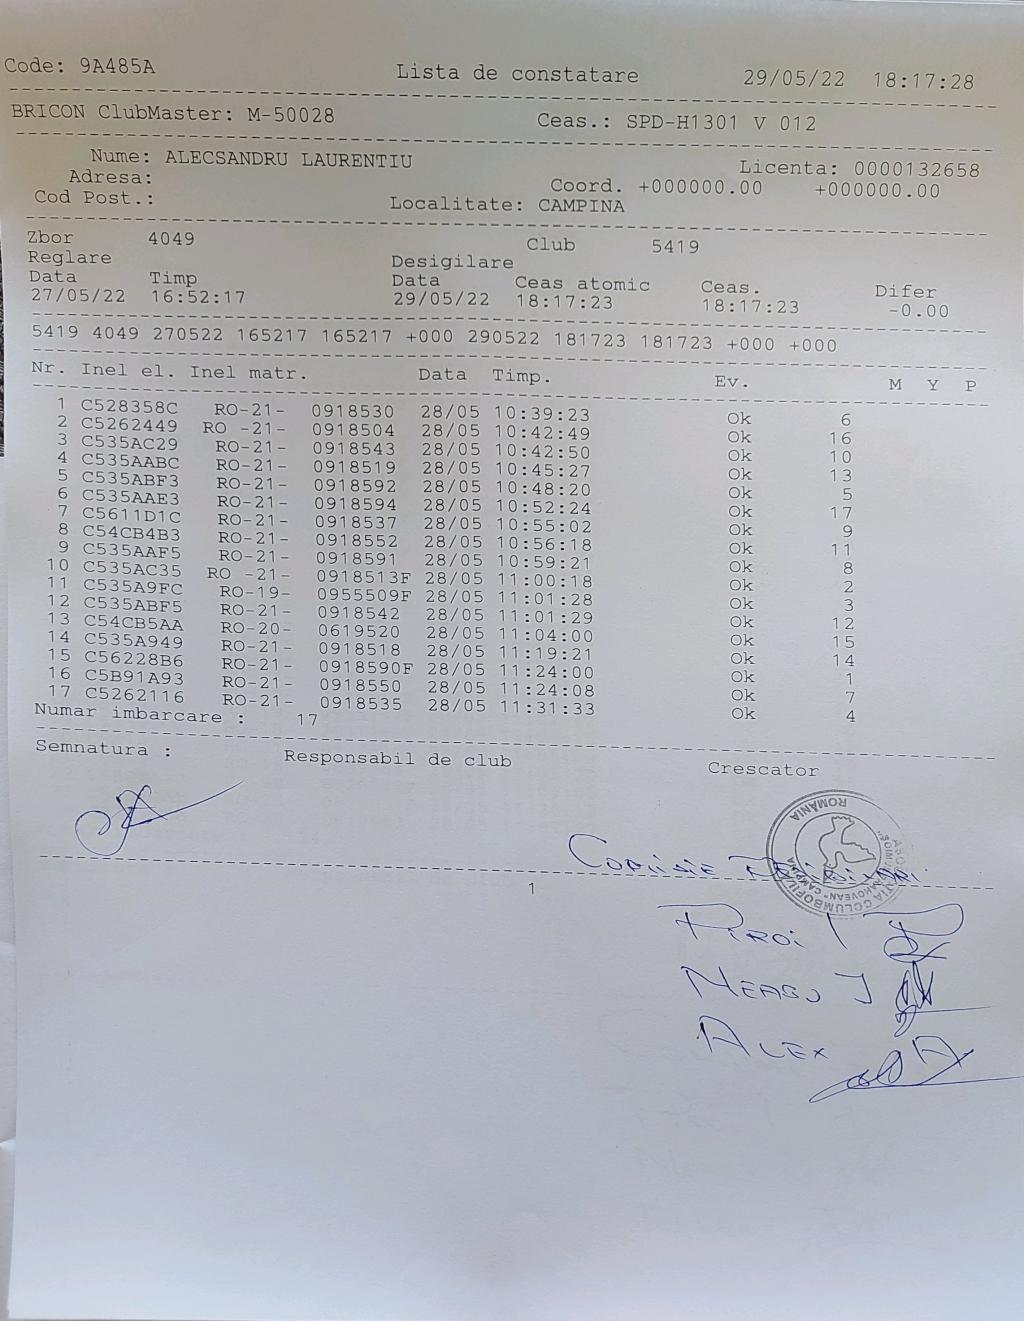 Code: 9A485A Lista de constatare 29/05/22 18:17:28
BRICON ClubMaster: M-50028 Ceas.: SPD-H1301 V 012
Nume: ALECSANDRU LAURENTIU Licenta: 0000132658
Adresa: Coord. +000000.00 +000000.00
Cod Post.: Localitate: CAMPINA
Zbor 4049 Club 5419
Reglare Desigilare
Data Timp Data Ceas atomic Ceas. Difer
27/05/22 16:52:17 29/05/22 18:17:23 18:17:23 -0.00
5419 4049 270522 165217 165217 +000 290522 181723 181723 +000 +000
Nr. Inel el. Inel matr. Data Timp. Ev. M Y P
1 C528358C RO-21- 0918530 28/05 10:39:23 Ok 6
2 C5262449 RO -21- 0918504 28/05 10:42:49 Ok 16
3 C535AC29 RO-21- 0918543 28/05 10:42:50 Ok 10
4 C535AABC RO-21- 0918519 28/05 10:45:27 Ok 13
5 C535ABF3 RO-21- 0918592 28/05 10:48:20 Ok 5
6 C535AAE3 RO-21- 0918594 28/05 10:52:24 Ok 17
7 C5611D1C RO-21- 0918537 28/05 10:55:02 Ok 9
8 C54CB4B3 RO-21- 0918552 28/05 10:56:18 Ok 11
9 C535AAF5 RO-21- 0918591 28/05 10:59:21 Ok 8
10 C535AC35 RO -21- 0918513F 28/05 11:00:18 Ok 2
11 C535A9FC RO-19- 0955509F 28/05 11:01:28 Ok 3
12 C535ABF5 RO-21- 0918542 28/05 11:01:29 Ok 12
13 C54CB5AA RO-20- 0619520 28/05 11:04:00 Ok 15
14 C535A949 RO-21- 0918518 28/05 11:19:21 Ok 14
15 C56228B6 RO-21- 0918590F 28/05 11:24:00 Ok 1
16 C5B91A93 RO-21- 0918550 28/05 11:24:08 Ok 7
17 C5262116 RO-21- 0918535 28/05 11:31:33 Ok 4
Numar imbarcare : 17
Semnatura : Responsabil de club Crescator
ROMÂNIA
COLUMBOFILĂ
CAMPINA
1
Piroi
Neagu J
Alex